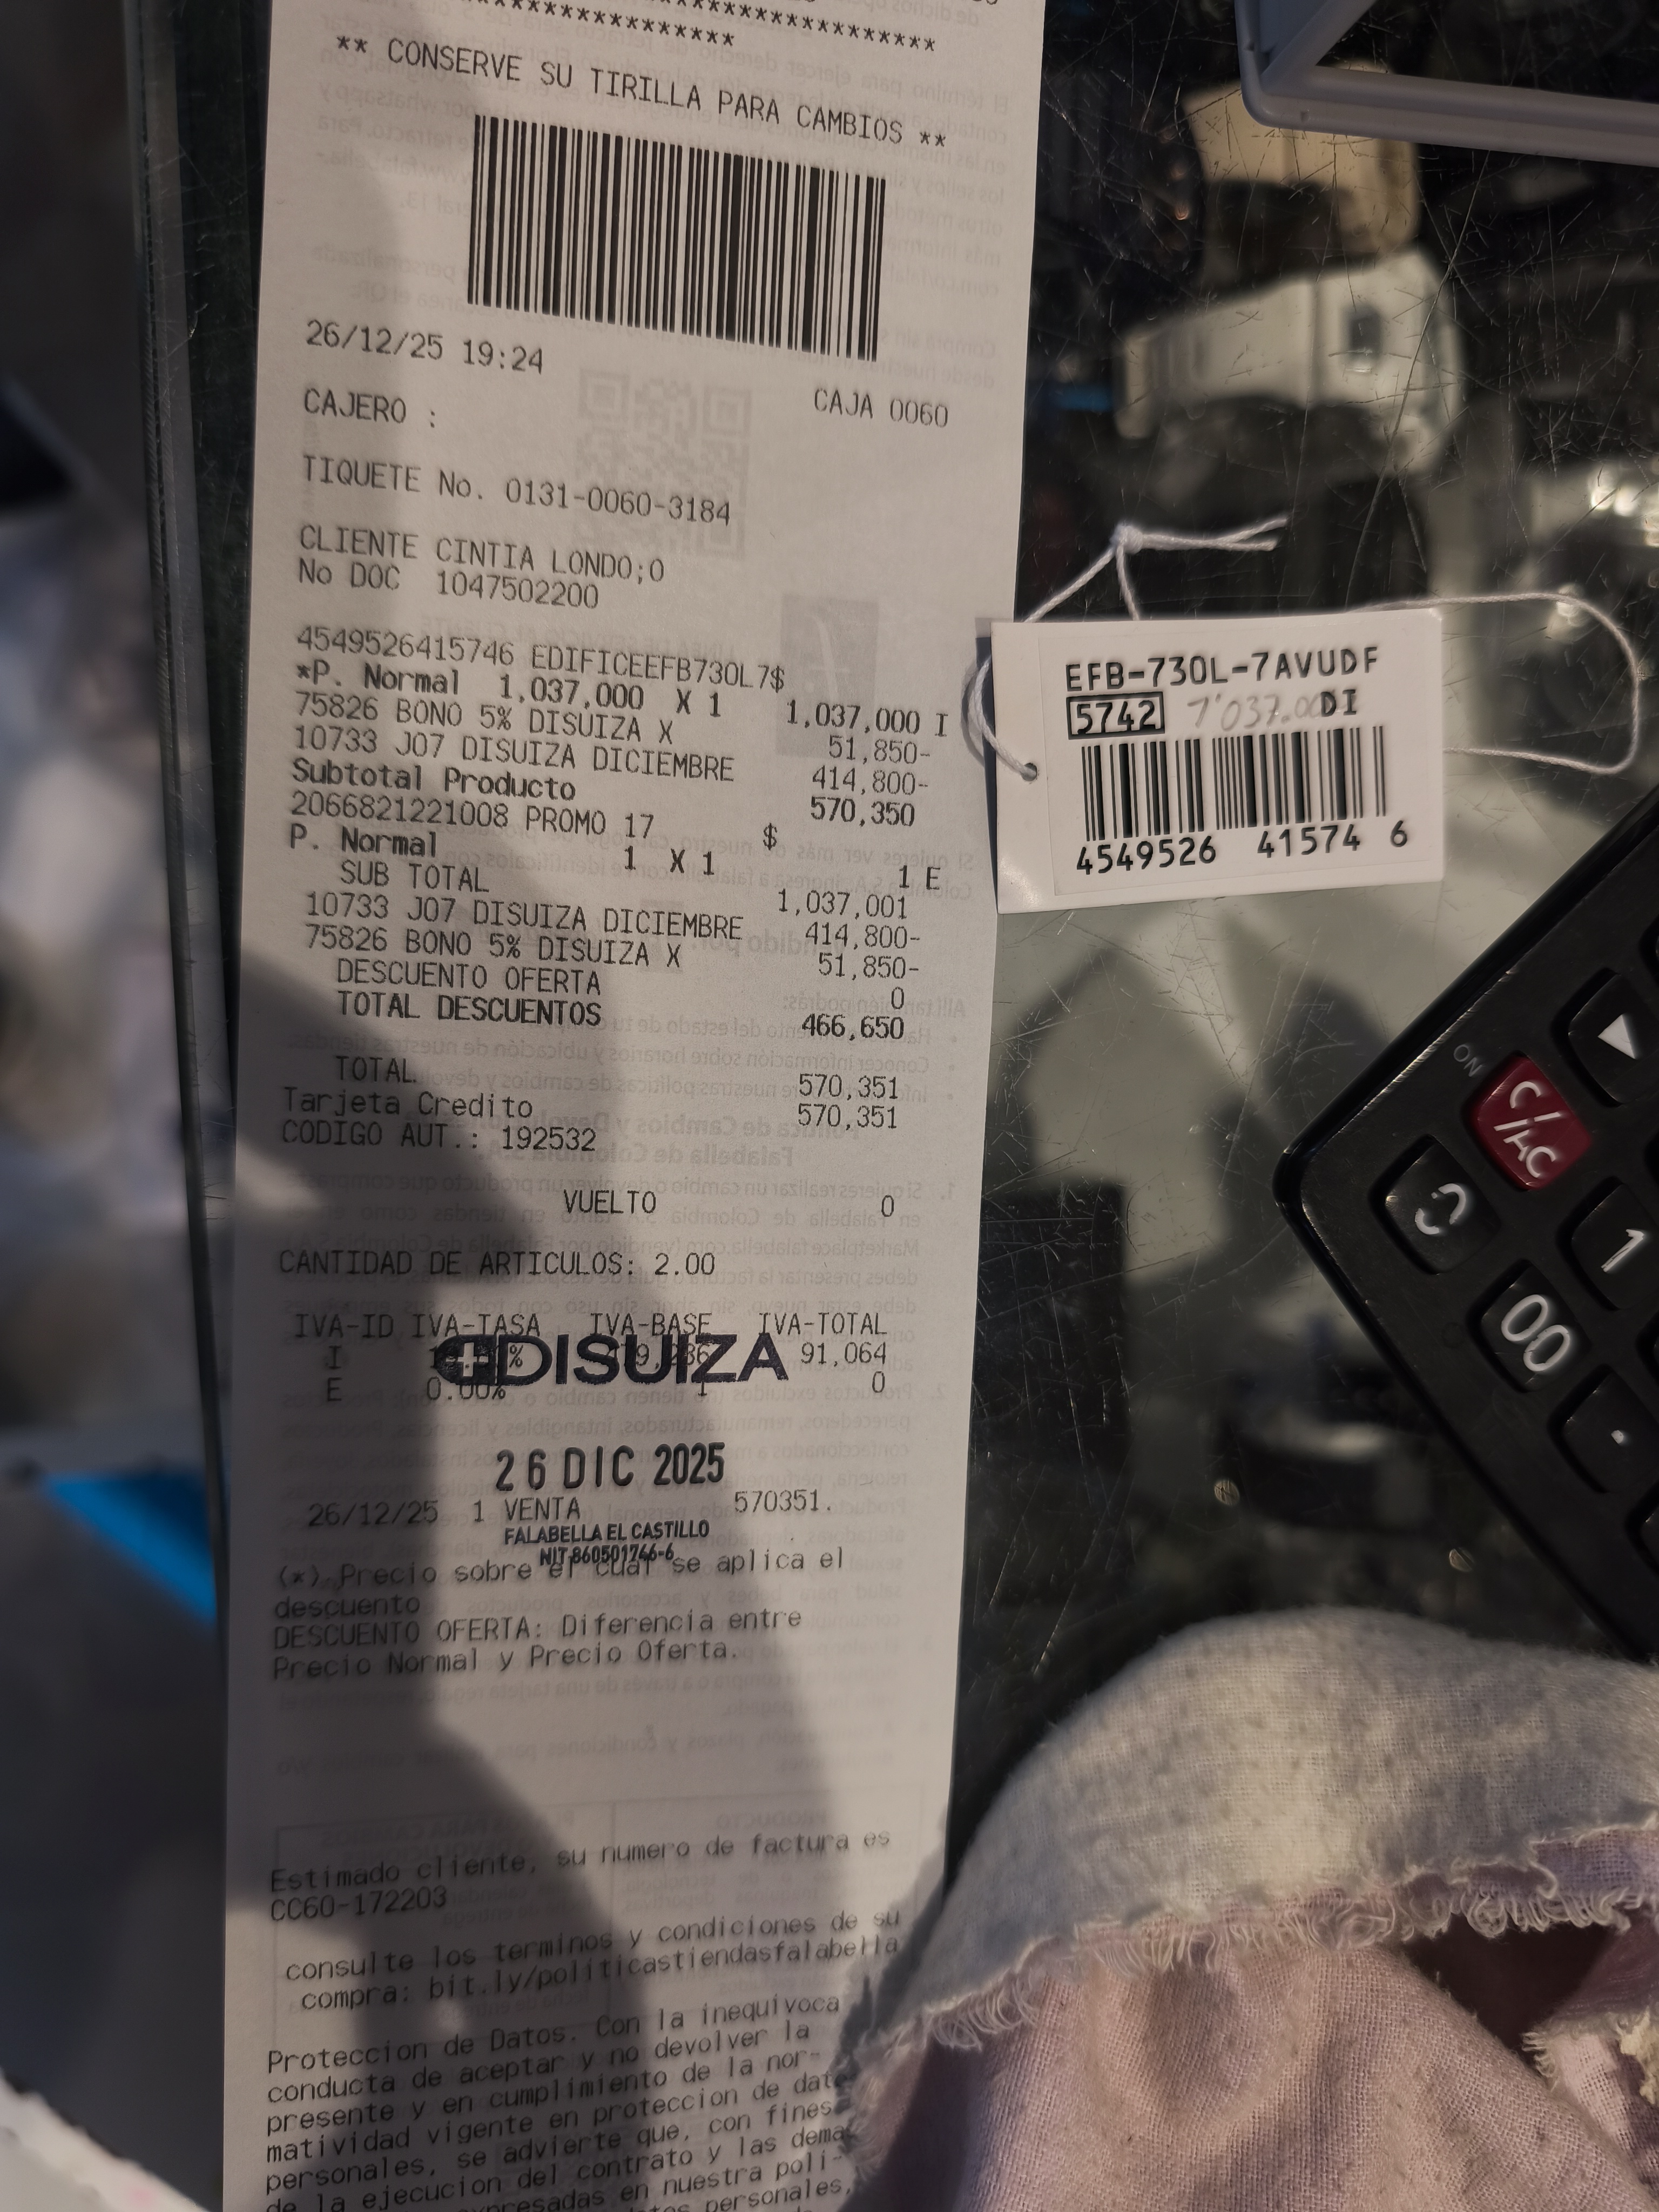 ** CONSERVE SU TIRILLA PARA CAMBIOS **
26/12/25 19:24
CAJERO :
CAJA 0060
TIQUETE No. 0131-0060-3184
CLIENTE CINTIA LONDO;O
No DOC 1047502200
4549526415746 EDIFICEEFB730L7$
*P. Normal 1,037,000 X 1 1,037,000 I
75826 BONO 5% DISUIZA X 51,850-
10733 J07 DISUIZA DICIEMBRE 414,800-
Subtotal Producto 570,350
2066821221008 PROMO 17 $
P. Normal 1 X 1 1 E
SUB TOTAL 1,037,001
10733 J07 DISUIZA DICIEMBRE 414,800-
75826 BONO 5% DISUIZA X 51,850-
DESCUENTO OFERTA 0
TOTAL DESCUENTOS 466,650
TOTAL 570,351
Tarjeta Credito 570,351
CODIGO AUT.: 192532
VUELTO 0
CANTIDAD DE ARTICULOS: 2.00
IVA-ID IVA-TASA IVA-BASE IVA-TOTAL
I 91,064
E 0.00% 1 0
DISUIZA
26 DIC 2025
26/12/25 1 VENTA 570351.
FALABELLA EL CASTILLO
NIT 860501746-6
(*) Precio sobre el cual se aplica el
descuento
DESCUENTO OFERTA: Diferencia entre
Precio Normal y Precio Oferta.
Estimado cliente, su numero de factura es
CC60-172203
consulte los terminos y condiciones de su
compra: bit.ly/politicastiendasfalabella
Proteccion de Datos. Con la inequivoca
conducta de aceptar y no devolver la
presente y en cumplimiento de la nor-
matividad vigente en proteccion de dat
personales, se advierte que, con fines
de la ejecucion del contrato y las dema
expresadas en nuestra poli-
personales,
EFB-730L-7AVUDF
5742 DI
4549526 41574 6
ON
C/AC
00
1